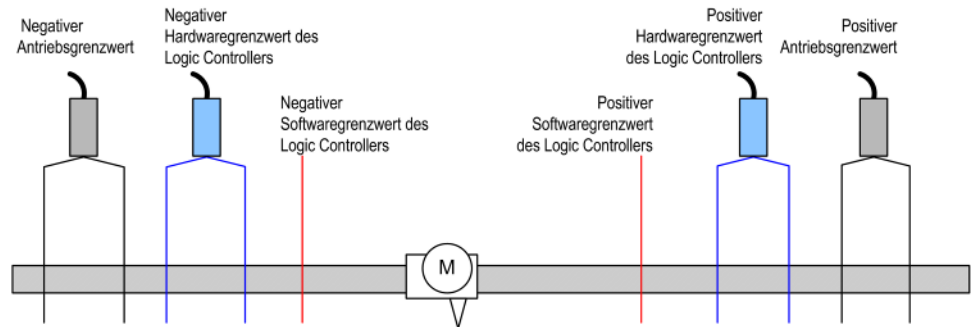 Negativer
Antriebsgrenzwert
Negativer
Hardwaregrenzwert des
Logic Controllers
Negativer
Softwaregrenzwert des
Logic Controllers
Positiver
Softwaregrenzwert
des Logic Controllers
Positiver
Hardwaregrenzwert
des Logic Controllers
Positiver
Antriebsgrenzwert
M